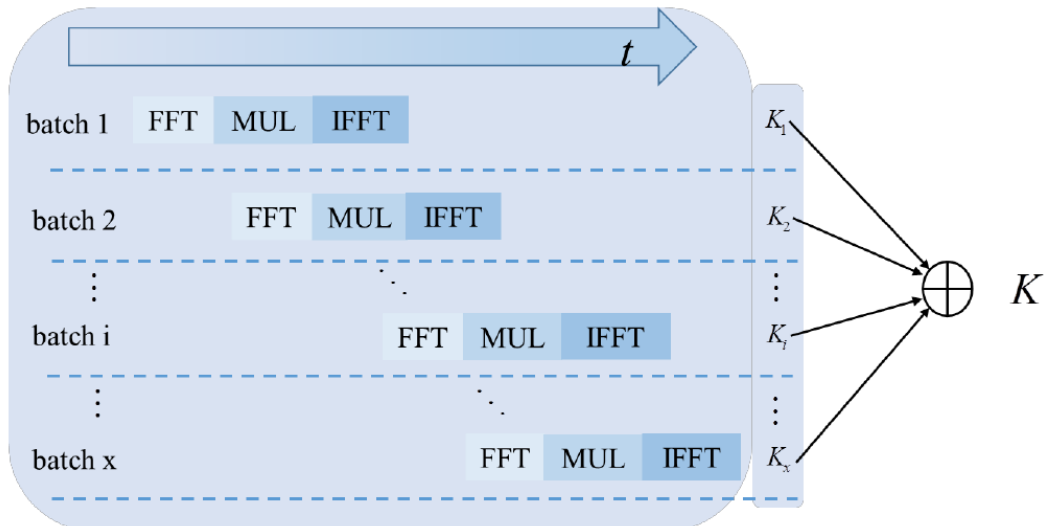 t
batch 1 FFT MUL IFFT K₁
batch 2 FFT MUL IFFT K₂
⋮ ⋱ ⋮
K
batch i FFT MUL IFFT Kᵢ
⋮ ⋱ ⋮
batch x FFT MUL IFFT Kₓ